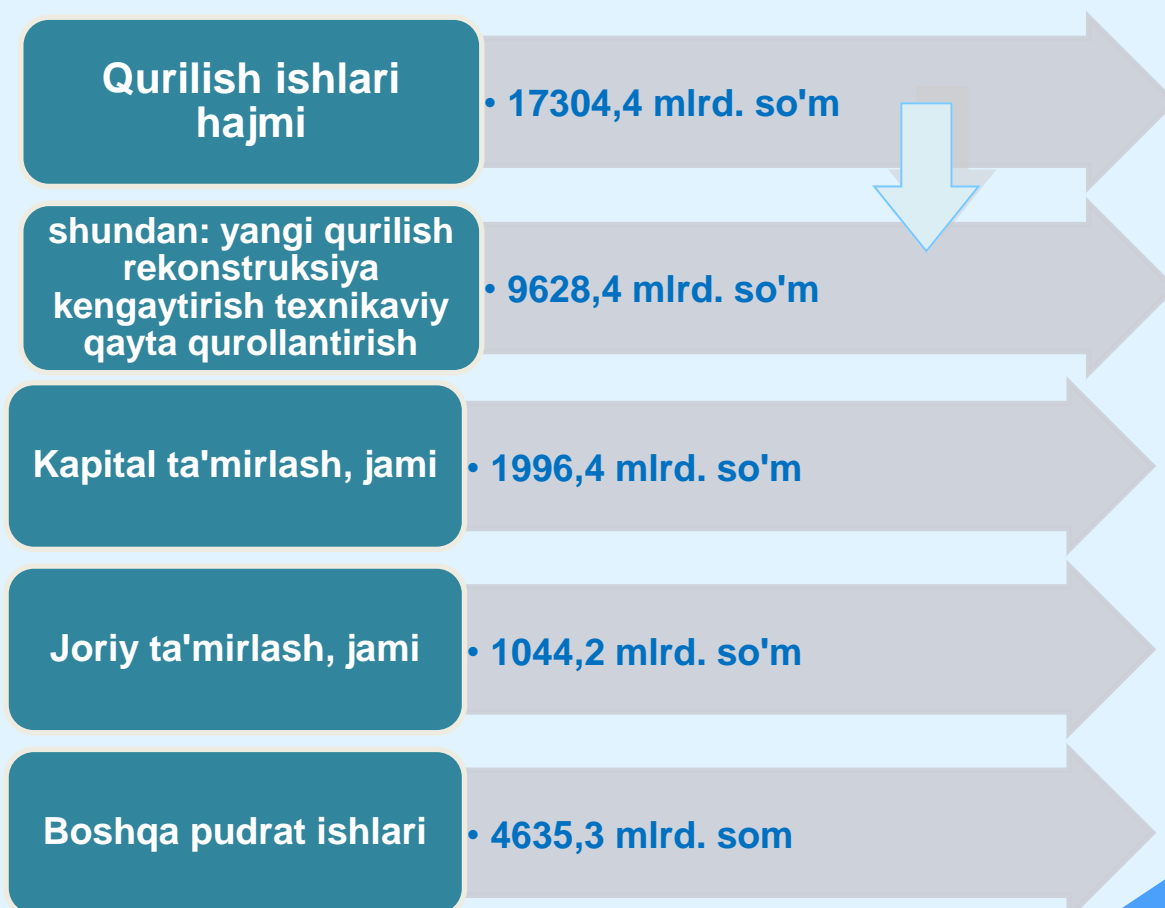 Qurilish ishlari
hajmi
• 17304,4 mlrd. so'm
shundan: yangi qurilish
rekonstruksiya
kengaytirish texnikaviy
qayta qurollantirish
• 9628,4 mlrd. so'm
Kapital ta'mirlash, jami
• 1996,4 mlrd. so'm
Joriy ta'mirlash, jami
• 1044,2 mlrd. so'm
Boshqa pudrat ishlari
• 4635,3 mlrd. som